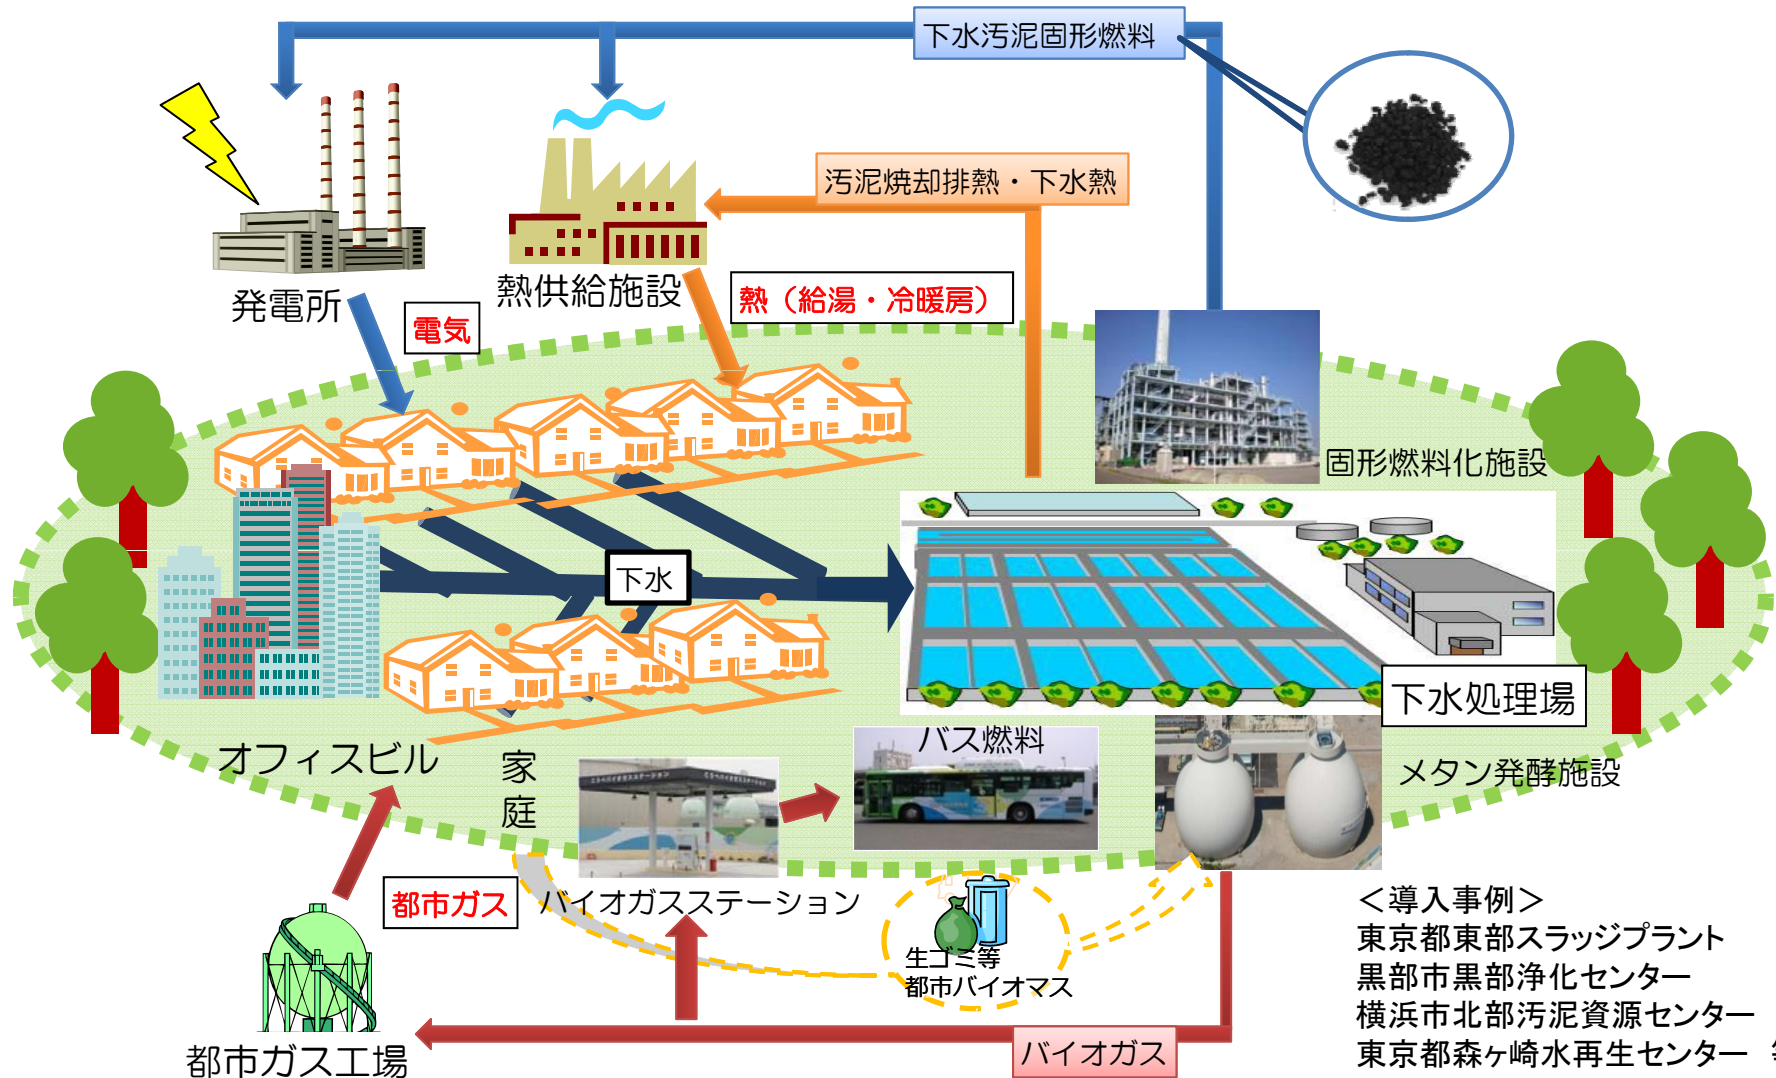 下水汚泥固形燃料
汚泥焼却排熱・下水熱
発電所
熱供給施設
電気
熱（給湯・冷暖房）
固形燃料化施設
下水
下水処理場
オフィスビル
家庭
バス燃料
メタン発酵施設
都市ガス
バイオガスステーション
生ゴミ等
都市バイオマス
都市ガス工場
バイオガス
＜導入事例＞
東京都東部スラッジプラント
黒部市黒部浄化センター
横浜市北部汚泥資源センター
東京都森ヶ崎水再生センター